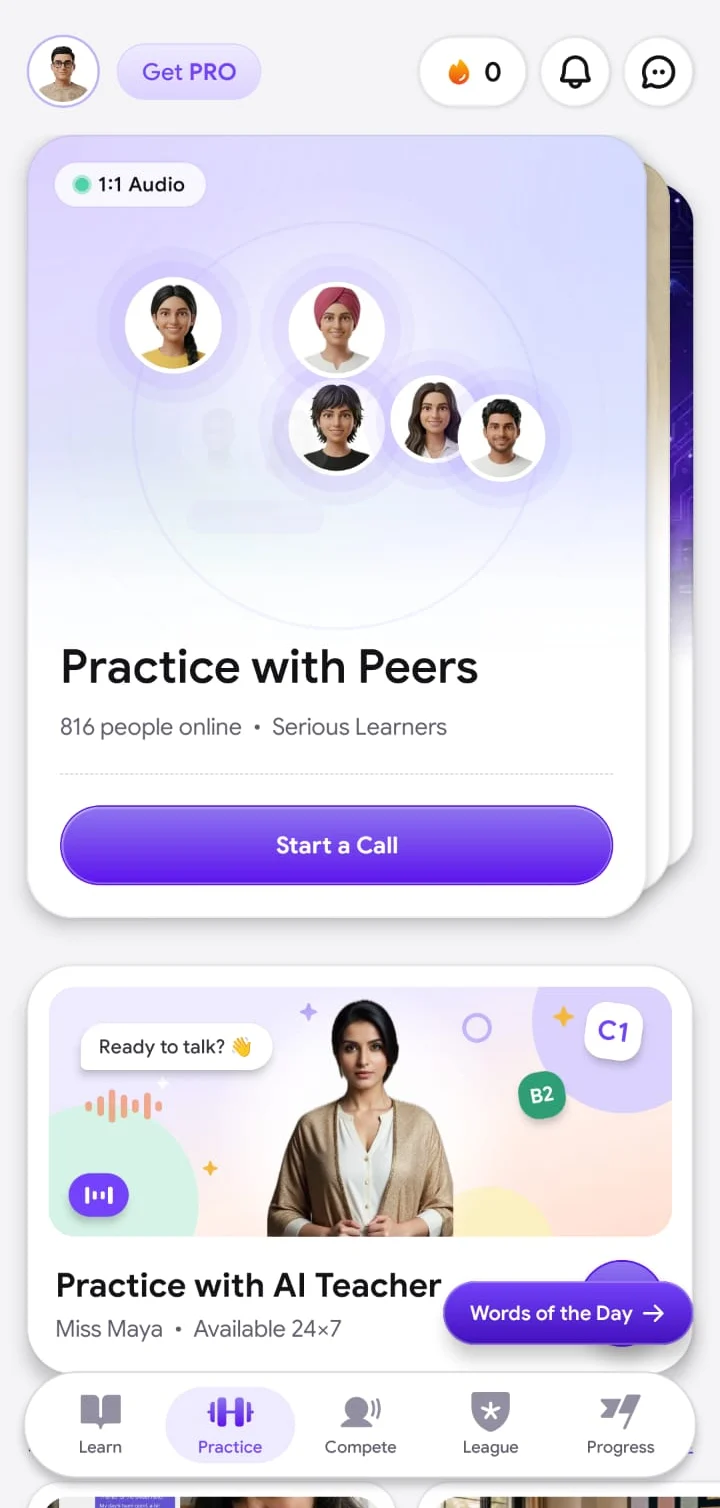 Get PRO
0
1:1 Audio
Practice with Peers
816 people online • Serious Learners
Start a Call
Ready to talk? 👋
C1
B2
Practice with AI Teacher
Miss Maya • Available 24×7
Words of the Day →
Learn
Practice
Compete
League
Progress